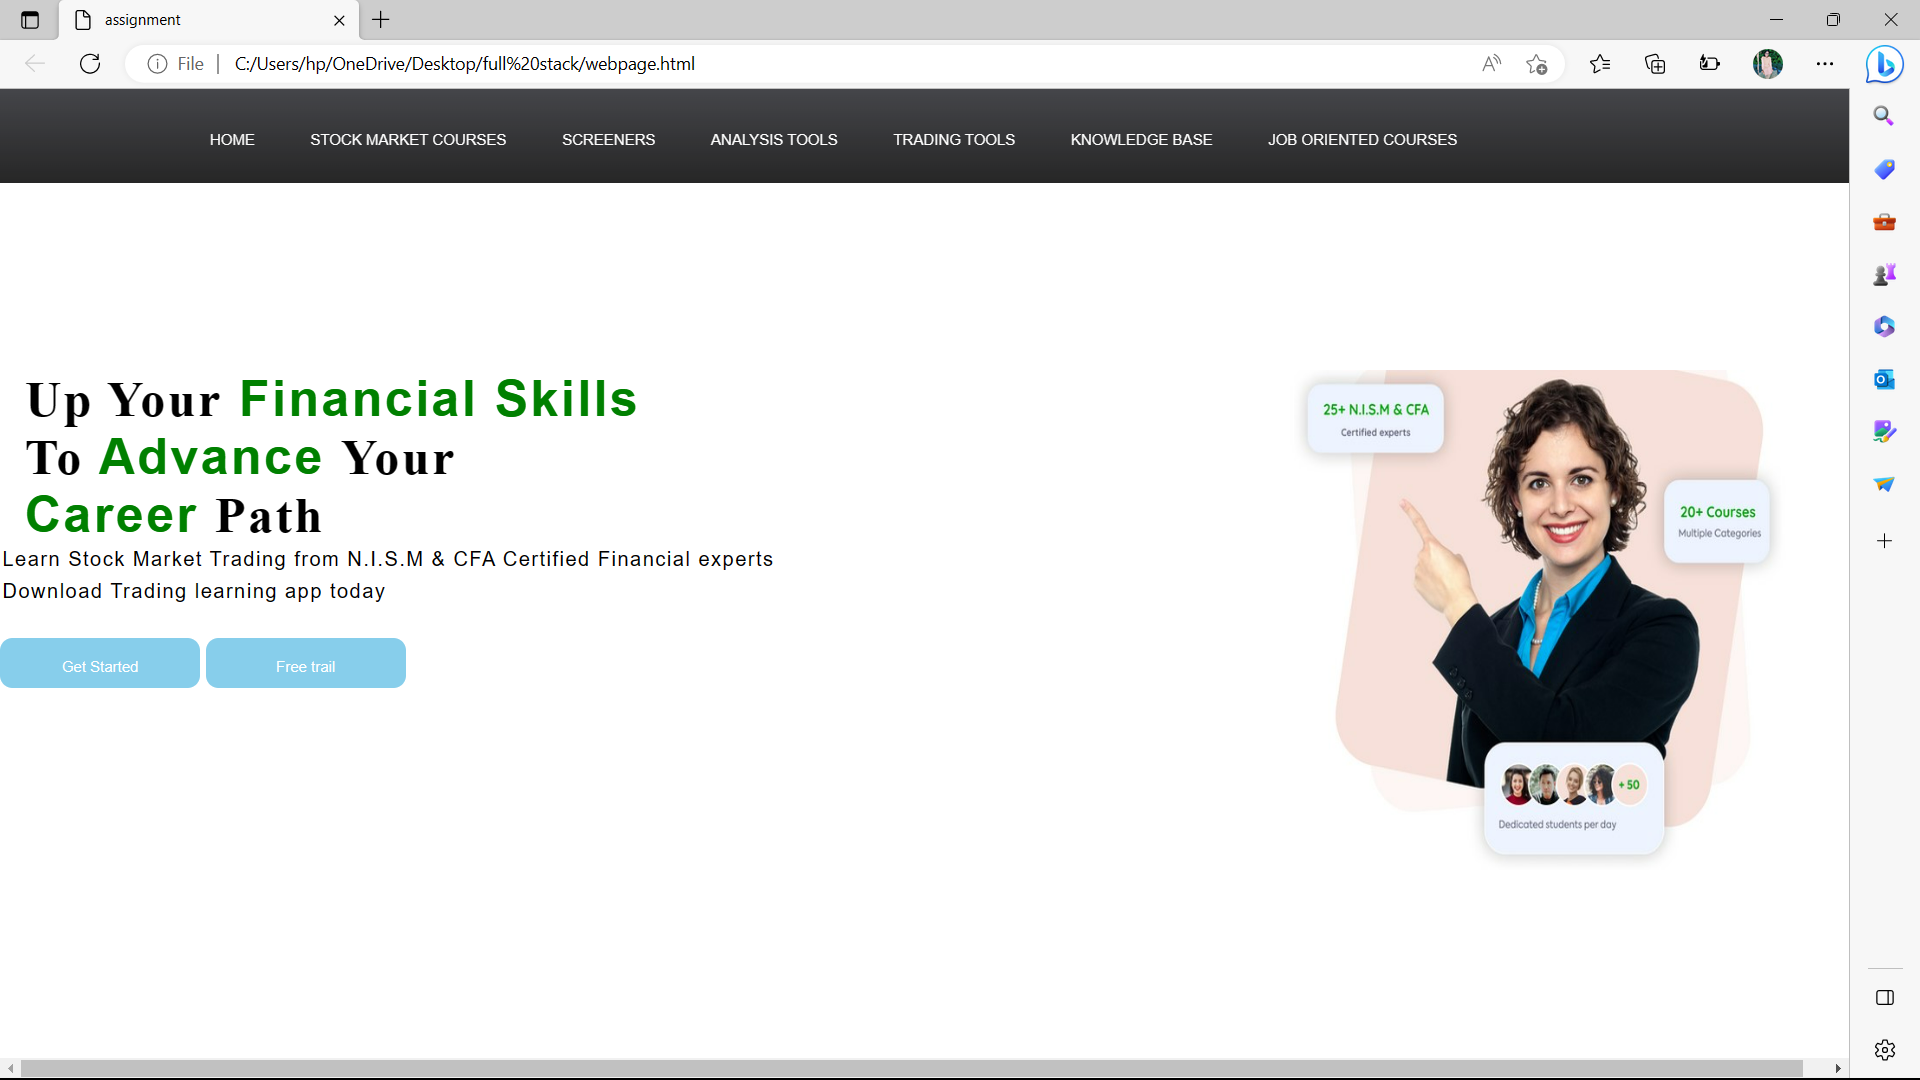 assignment
File
C:/Users/hp/OneDrive/Desktop/full%20stack/webpage.html
HOME STOCK MARKET COURSES SCREENERS ANALYSIS TOOLS TRADING TOOLS KNOWLEDGE BASE JOB ORIENTED COURSES
Up Your Financial Skills
To Advance Your
Career Path
Learn Stock Market Trading from N.I.S.M & CFA Certified Financial experts
Download Trading learning app today
Get Started
Free trail
25+ N.I.S.M & CFA
Certified experts
20+ Courses
Multiple Categories
+ 50
Dedicated students per day